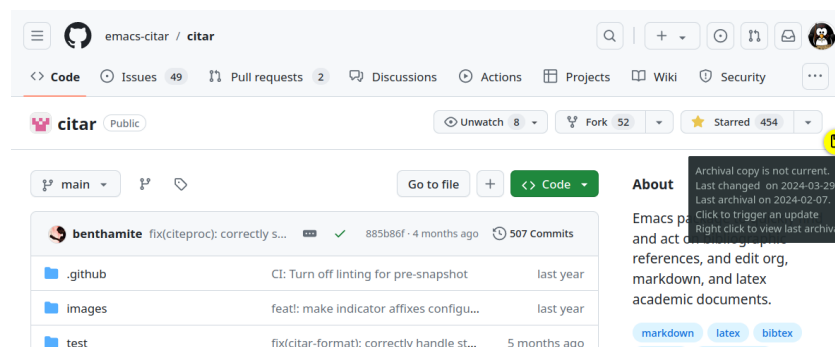 emacs-citar / citar
Code Issues 49 Pull requests 2 Discussions Actions Projects Wiki Security
citar Public Unwatch 8 Fork 52 Starred 454
main Go to file + Code
benthamite fix(citeproc): correctly s... 885b86f · 4 months ago 507 Commits
.github CI: Turn off linting for pre-snapshot last year
images feat!: make indicator affixes configu... last year
test fix(citar-format): correctly handle st... 5 months ago
About
Emacs pa
and act on bibliographic
references, and edit org,
markdown, and latex
academic documents.
markdown latex bibtex
Archival copy is not current.
Last changed on 2024-03-29
Last archival on 2024-02-07.
Click to trigger an update
Right click to view last archiva